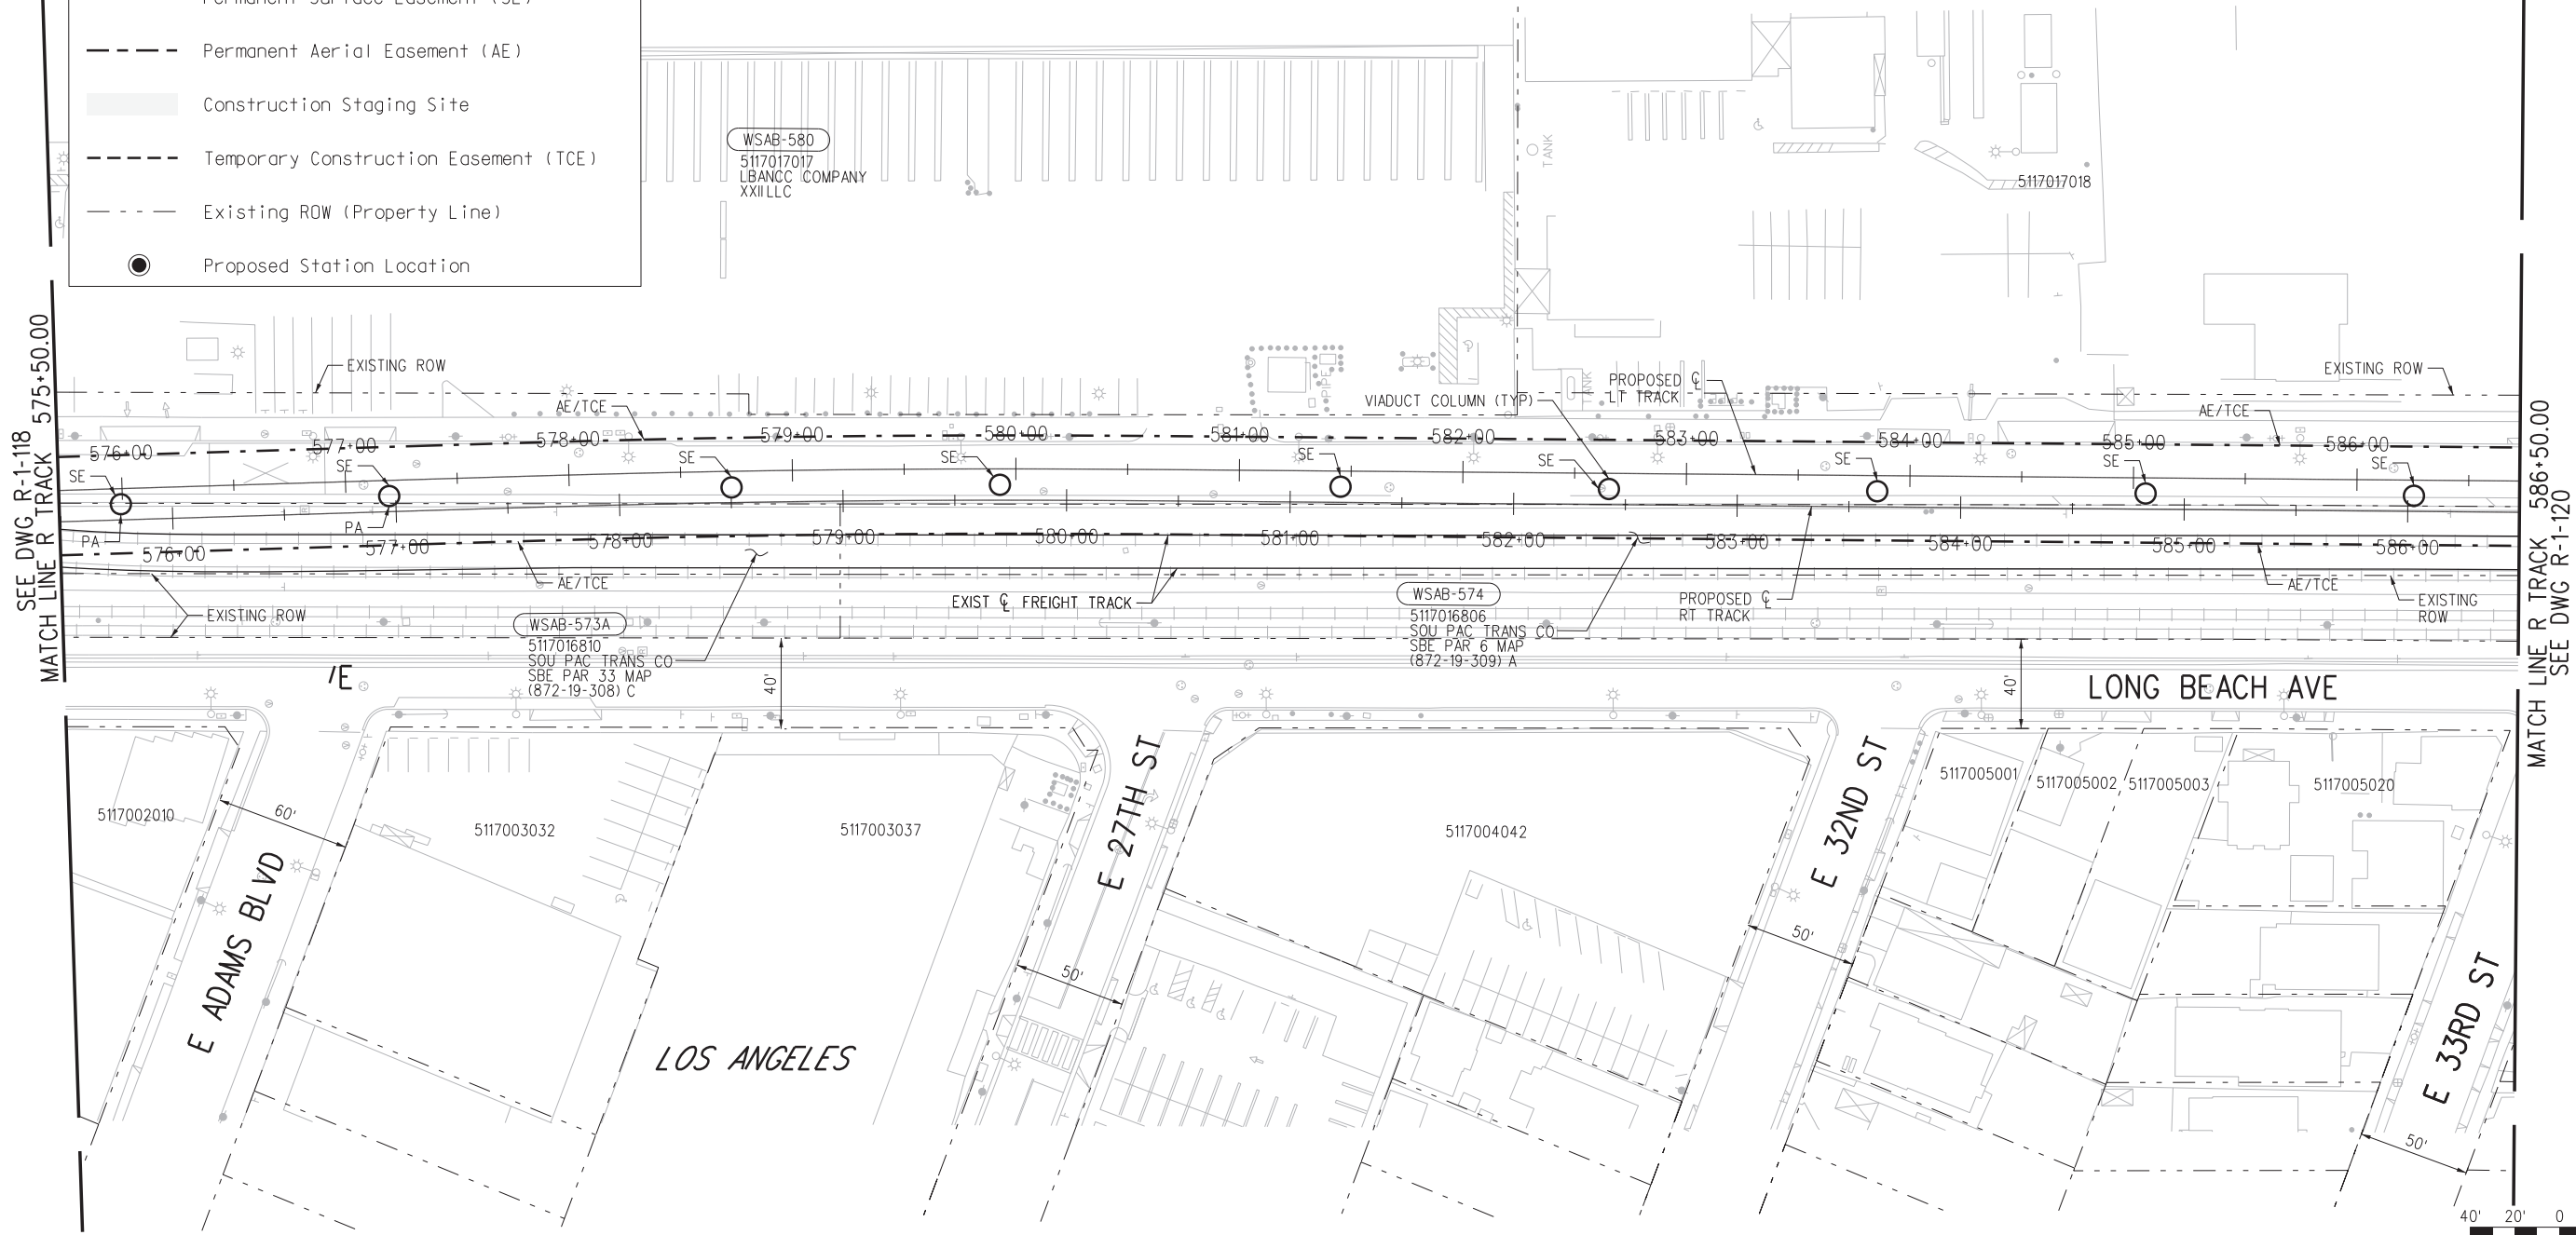 Permanent Surface Easement (SE)
Permanent Aerial Easement (AE)
Construction Staging Site
Temporary Construction Easement (TCE)
Existing ROW (Property Line)
Proposed Station Location
WSAB-580
5117017017
LBANCC COMPANY
XXII LLC
TANK
5117017018
SEE DWG R-1-118
MATCH LINE R TRACK 575+50.00
EXISTING ROW
AE/TCE
PIPE
TANK
VIADUCT COLUMN (TYP)
PROPOSED ℄
LT TRACK
EXISTING ROW
AE/TCE
576+00
577+00
578+00
579+00
580+00
581+00
582+00
583+00
584+00
585+00
586+00
SE
SE
SE
SE
SE
SE
SE
SE
SE
PA
PA
576+00
577+00
578+00
579+00
580+00
581+00
582+00
583+00
584+00
585+00
586+00
AE/TCE
EXISTING ROW
EXIST ℄ FREIGHT TRACK
WSAB-573A
5117016810
SOU PAC TRANS CO
SBE PAR 33 MAP
(872-19-308) C
WSAB-574
5117016806
SOU PAC TRANS CO
SBE PAR 6 MAP
(872-19-309) A
PROPOSED ℄
RT TRACK
AE/TCE
EXISTING
ROW
MATCH LINE R TRACK 586+50.00
SEE DWG R-1-120
'E
40'
40'
LONG BEACH AVE
5117002010
60'
5117003032
5117003037
5117004042
5117005001
5117005002
5117005003
5117005020
E ADAMS BLVD
E 27TH ST
E 32ND ST
E 33RD ST
50'
50'
50'
LOS ANGELES
40' 20' 0